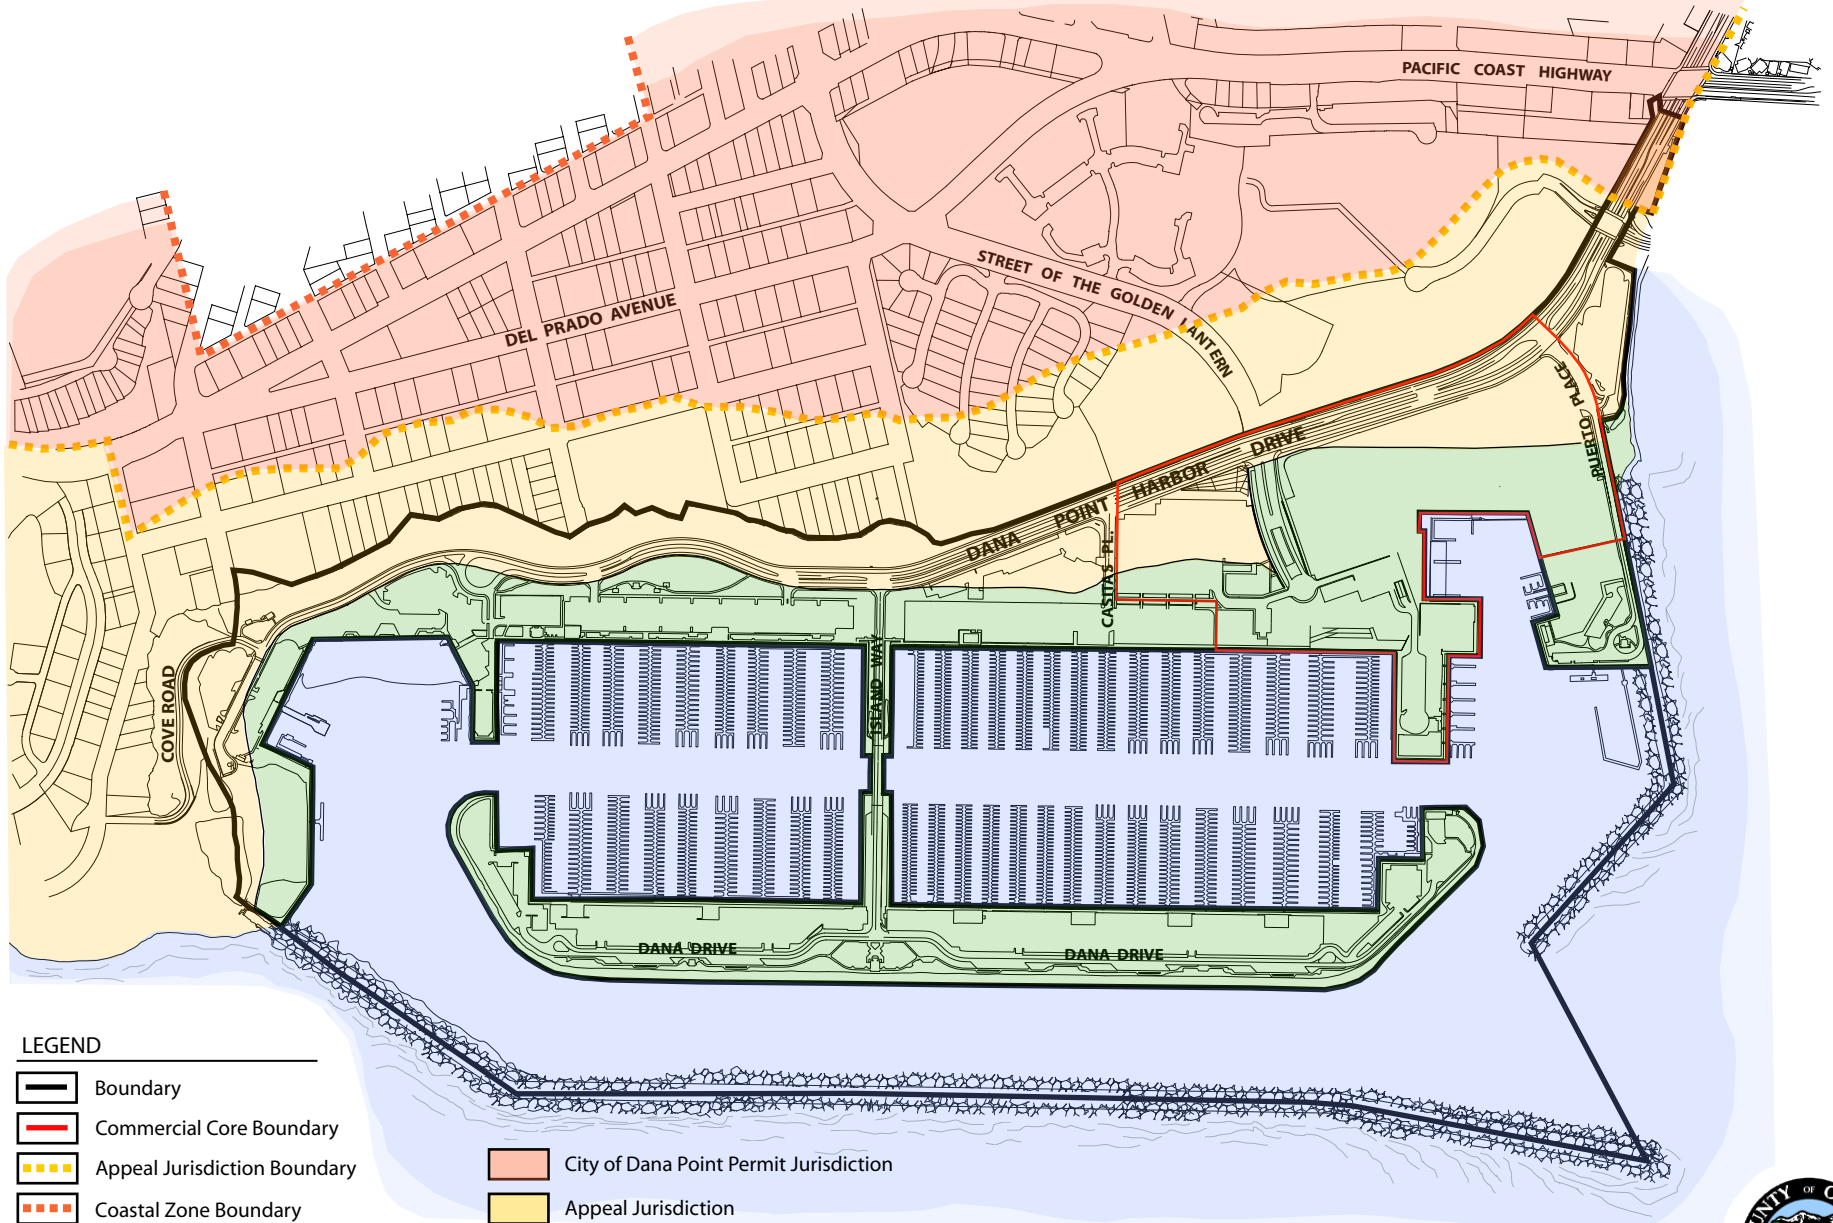 PACIFIC COAST HIGHWAY
STREET OF THE GOLDEN LANTERN
DEL PRADO AVENUE
PUERTO PLACE
DANA POINT HARBOR DRIVE
CASITAS PL.
ISLAND WAY
COVE ROAD
DANA DRIVE
DANA DRIVE
LEGEND
Boundary
Commercial Core Boundary
Appeal Jurisdiction Boundary
Coastal Zone Boundary
City of Dana Point Permit Jurisdiction
Appeal Jurisdiction
OF